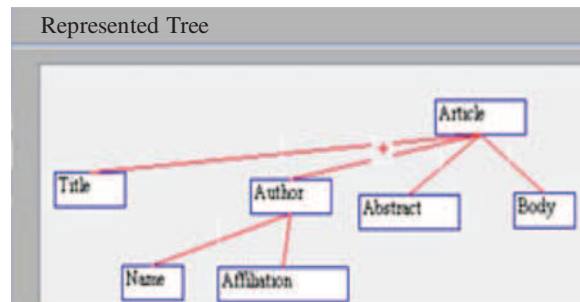 Represented Tree
Article
+
Title
Author
Abstract
Body
Name
Affiliation